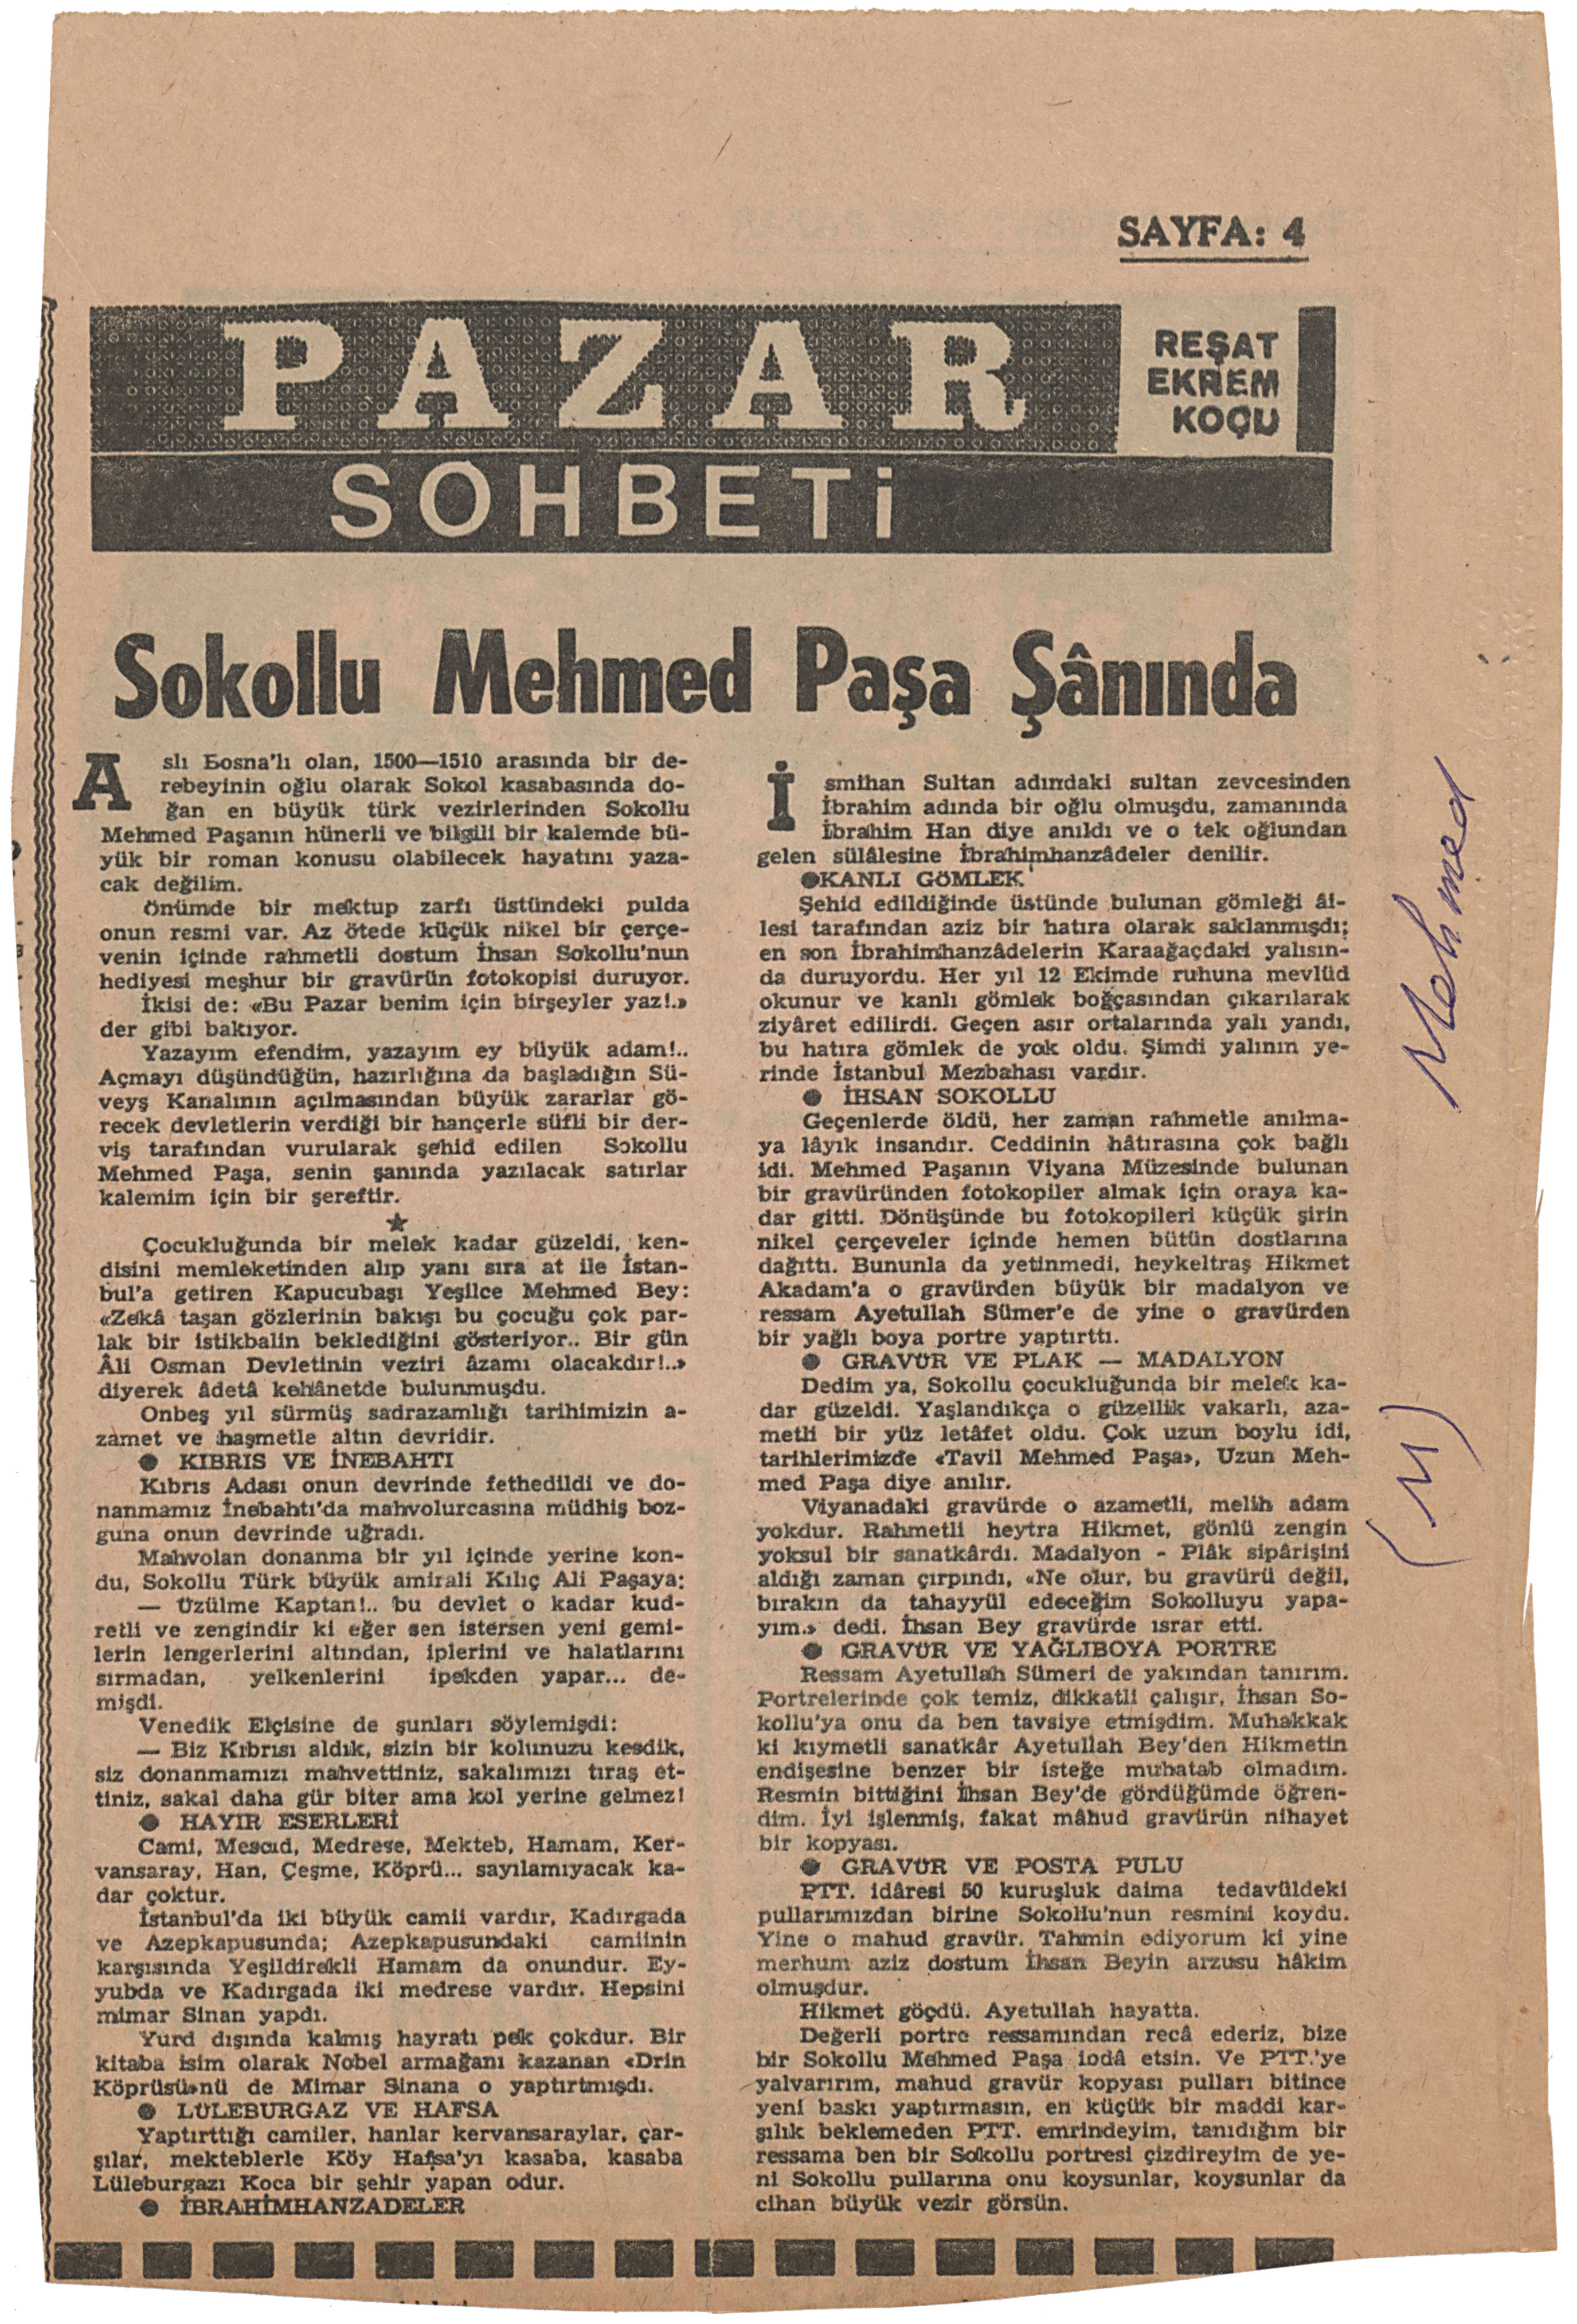 SAYFA: 4
PAZAR
SOHBETİ
REŞAT
EKREM
KOÇU
Sokollu Mehmed Paşa Şânında
Aslı Bosna'lı olan, 1500—1510 arasında bir de-
rebeyinin oğlu olarak Sokol kasabasında do-
ğan en büyük türk vezirlerinden Sokollu
Mehmed Paşanın hünerli ve bilgili bir kalemde bü-
yük bir roman konusu olabilecek hayatını yaza-
cak değilim.
Önümde bir mektup zarfı üstündeki pulda
onun resmi var. Az ötede küçük nikel bir çerçe-
venin içinde rahmetli dostum İhsan Sokollu'nun
hediyesi meşhur bir gravürün fotokopisi duruyor.
İkisi de: «Bu Pazar benim için birşeyler yaz!.»
der gibi bakıyor.
Yazayım efendim, yazayım ey büyük adam!..
Açmayı düşündüğün, hazırlığına da başladığın Sü-
veyş Kanalının açılmasından büyük zararlar gö-
recek devletlerin verdiği bir hançerle süfli bir der-
viş tarafından vurularak şehid edilen Sokollu
Mehmed Paşa, senin şanında yazılacak satırlar
kalemim için bir şereftir.
★
Çocukluğunda bir melek kadar güzeldi, ken-
disini memleketinden alıp yanı sıra at ile İstan-
bul'a getiren Kapucubaşı Yeşilce Mehmed Bey:
«Zekâ taşan gözlerinin bakışı bu çocuğu çok par-
lak bir istikbalin beklediğini gösteriyor.. Bir gün
Âli Osman Devletinin veziri âzamı olacakdır!..»
diyerek âdetâ kehânetde bulunmuşdu.
Onbeş yıl sürmüş sadrazamlığı tarihimizin a-
zamet ve haşmetle altın devridir.
● KIBRIS VE İNEBAHTI
Kıbrıs Adası onun devrinde fethedildi ve do-
nanmamız İnebahtı'da mahvolurcasına müdhiş boz-
guna onun devrinde uğradı.
Mahvolan donanma bir yıl içinde yerine kon-
du, Sokollu Türk büyük amirali Kılıç Ali Paşaya:
— Üzülme Kaptan!.. bu devlet o kadar kud-
retli ve zengindir ki eğer sen istersen yeni gemi-
lerin lengerlerini altından, iplerini ve halatlarını
sırmadan, yelkenlerini ipekden yapar... de-
mişdi.
Venedik Elçisine de şunları söylemişdi:
— Biz Kıbrısı aldık, sizin bir kolunuzu kesdik,
siz donanmamızı mahvettiniz, sakalımızı tıraş et-
tiniz, sakal daha gür biter ama kol yerine gelmez!
● HAYIR ESERLERİ
Cami, Mescid, Medrese, Mekteb, Hamam, Ker-
vansaray, Han, Çeşme, Köprü... sayılamıyacak ka-
dar çoktur.
İstanbul'da iki büyük camii vardır, Kadırgada
ve Azepkapusunda; Azepkapusundaki camiinin
karşısında Yeşildirekli Hamam da onundur. Ey-
yubda ve Kadırgada iki medrese vardır. Hepsini
mimar Sinan yapdı.
Yurd dışında kalmış hayratı pek çokdur. Bir
kitaba isim olarak Nobel armağanı kazanan «Drin
Köprüsü»nü de Mimar Sinana o yaptırtmışdı.
● LÜLEBURGAZ VE HAFSA
Yaptırttığı camiler, hanlar kervansaraylar, çar-
şılar, mekteblerle Köy Hafsa'yı kasaba, kasaba
Lüleburgazı Koca bir şehir yapan odur.
● İBRAHİMHANZADELER
İsmihan Sultan adındaki sultan zevcesinden
İbrahim adında bir oğlu olmuşdu, zamanında
İbrahim Han diye anıldı ve o tek oğlundan
gelen sülâlesine İbrahimhanzâdeler denilir.
●KANLI GÖMLEK
Şehid edildiğinde üstünde bulunan gömleği âi-
lesi tarafından aziz bir hatıra olarak saklanmışdı;
en son İbrahimhanzâdelerin Karaağaçdaki yalısın-
da duruyordu. Her yıl 12 Ekimde ruhuna mevlüd
okunur ve kanlı gömlek boğçasından çıkarılarak
ziyâret edilirdi. Geçen asır ortalarında yalı yandı,
bu hatıra gömlek de yok oldu. Şimdi yalının ye-
rinde İstanbul Mezbahası vardır.
● İHSAN SOKOLLU
Geçenlerde öldü, her zaman rahmetle anılma-
ya lâyık insandır. Ceddinin hâtırasına çok bağlı
idi. Mehmed Paşanın Viyana Müzesinde bulunan
bir gravüründen fotokopiler almak için oraya ka-
dar gitti. Dönüşünde bu fotokopileri küçük şirin
nikel çerçeveler içinde hemen bütün dostlarına
dağıttı. Bununla da yetinmedi, heykeltraş Hikmet
Akadam'a o gravürden büyük bir madalyon ve
ressam Ayetullah Sümer'e de yine o gravürden
bir yağlı boya portre yaptırttı.
● GRAVÜR VE PLAK — MADALYON
Dedim ya, Sokollu çocukluğunda bir melek ka-
dar güzeldi. Yaşlandıkça o güzellik vakarlı, aza-
metli bir yüz letâfet oldu. Çok uzun boylu idi,
tarihlerimizde «Tavil Mehmed Paşa», Uzun Meh-
med Paşa diye anılır.
Viyanadaki gravürde o azametli, melih adam
yokdur. Rahmetli heytra Hikmet, gönlü zengin
yoksul bir sanatkârdı. Madalyon - Plâk sipârişini
aldığı zaman çırpındı, «Ne olur, bu gravürü değil,
bırakın da tahayyül edeceğim Sokolluyu yapa-
yım.» dedi. İhsan Bey gravürde ısrar etti.
● GRAVÜR VE YAĞLIBOYA PORTRE
Ressam Ayetullah Sümeri de yakından tanırım.
Portrelerinde çok temiz, dikkatli çalışır, İhsan So-
kollu'ya onu da ben tavsiye etmişdim. Muhakkak
ki kıymetli sanatkâr Ayetullah Bey'den Hikmetin
endişesine benzer bir isteğe muhatab olmadım.
Resmin bittiğini İhsan Bey'de gördüğümde öğren-
dim. İyi işlenmiş, fakat mâhud gravürün nihayet
bir kopyası.
● GRAVÜR VE POSTA PULU
PTT. idâresi 50 kuruşluk daima tedavüldeki
pullarımızdan birine Sokollu'nun resmini koydu.
Yine o mahud gravür. Tahmin ediyorum ki yine
merhum aziz dostum İhsan Beyin arzusu hâkim
olmuşdur.
Hikmet göçdü. Ayetullah hayatta.
Değerli portre ressamından recâ ederiz, bize
bir Sokollu Mehmed Paşa iodâ etsin. Ve PTT.'ye
yalvarırım, mahud gravür kopyası pulları bitince
yeni baskı yaptırmasın, en küçük bir maddi kar-
şılık beklemeden PTT. emrindeyim, tanıdığım bir
ressama ben bir Sokollu portresi çizdireyim de ye-
ni Sokollu pullarına onu koysunlar, koysunlar da
cihan büyük vezir görsün.
Mehmed
(M)